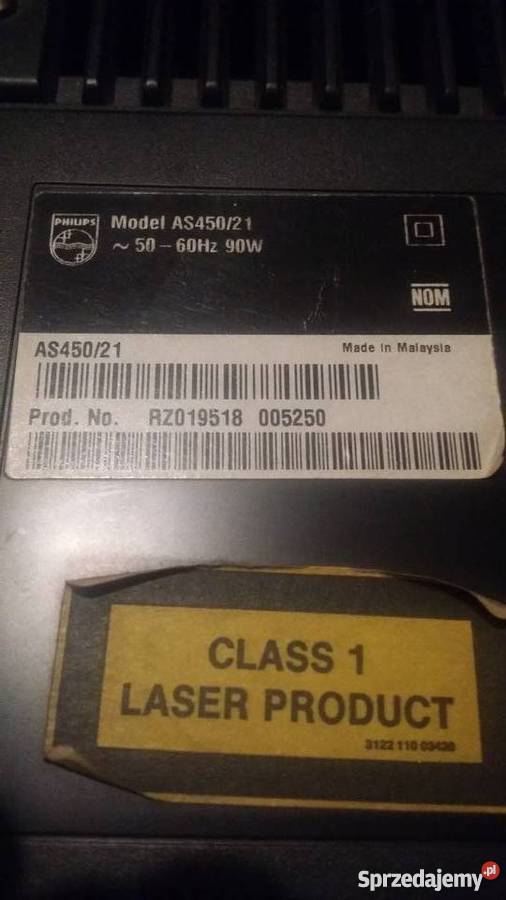 PHILIPS
Model AS450/21
~ 50 – 60Hz 90W
NOM
AS450/21
Made in Malaysia
Prod. No. RZ019518 005250
CLASS 1
LASER PRODUCT
3122 110 03430
Sprzedajemy.pl